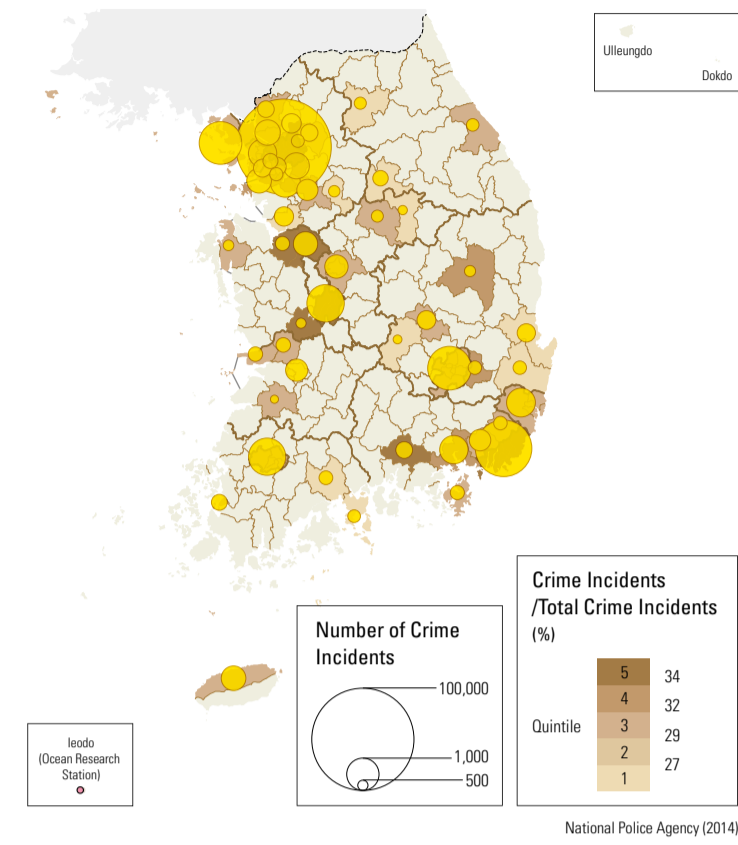 Ulleungdo
Dokdo
Crime Incidents
/Total Crime Incidents
(%)
Number of Crime
Incidents
100,000
1,000
500
Quintile
5
4
3
2
1
34
32
29
27
Ieodo
(Ocean Research
Station)
National Police Agency (2014)